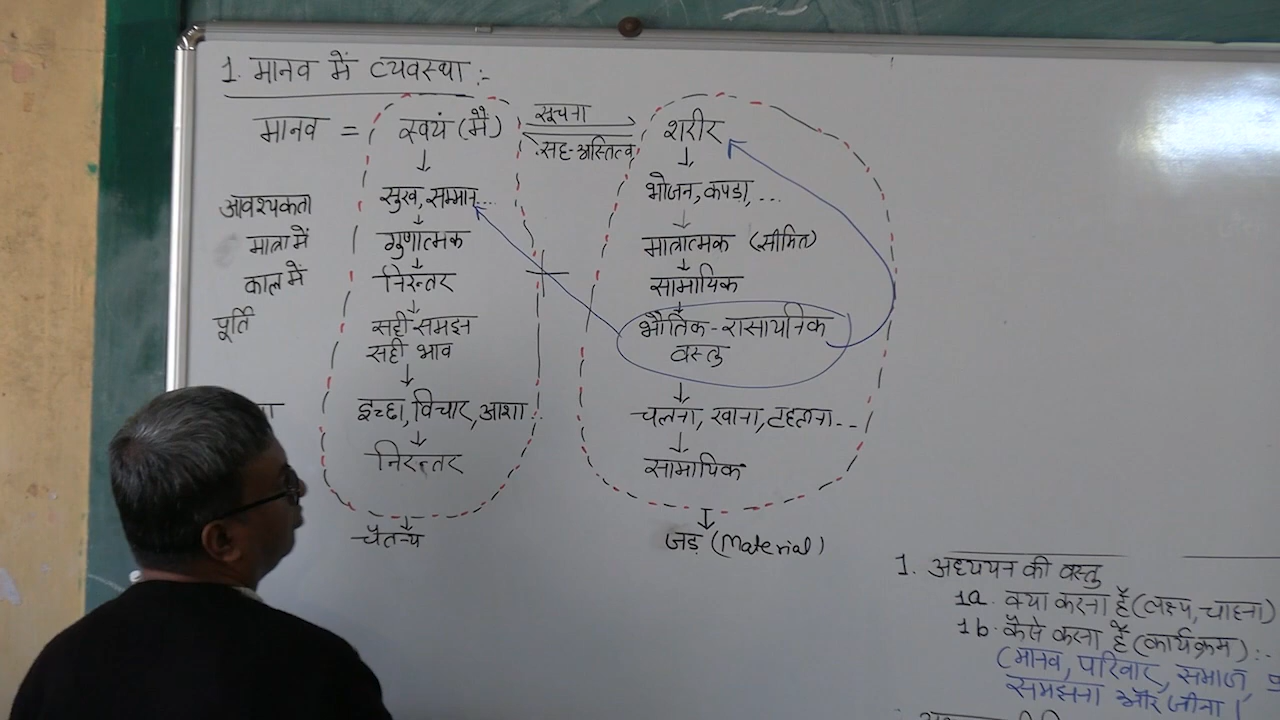 1. मानव में व्यवस्था :-
मानव = स्वयं (मैं) सूचना शरीर
सह-अस्तित्व
आवश्यकता सुख, सम्मान... भोजन, कपडा, ...
मात्रा में गुणात्मक मात्रात्मक (सीमित)
काल में निरन्तर सामायिक
पूर्ति सही समझ भौतिक-रासायनिक
सही भाव वस्तु
इच्छा, विचार, आशा.. चलना, खाना, टहलना...
निरन्तर सामायिक
चैतन्य जड़ (Material)
1. अध्ययन की वस्तु
1a. क्या करना है (लक्ष्य, चाहना)
1b. कैसे करना है (कार्यक्रम) :-
(मानव, परिवार, समाज,
समझना और जीना।